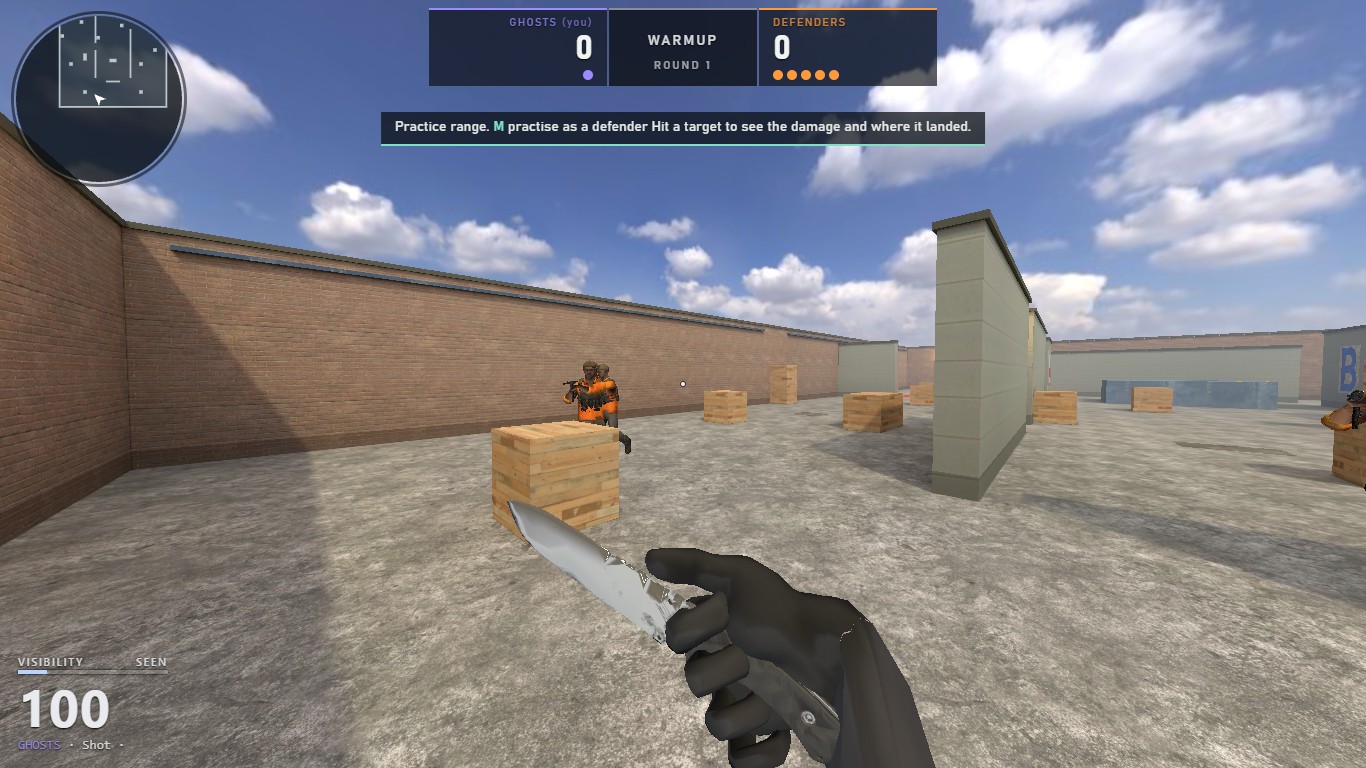 GHOSTS (you)
0
WARMUP
ROUND 1
DEFENDERS
0
Practice range. M practise as a defender Hit a target to see the damage and where it landed.
B
VISIBILITY
SEEN
100
GHOSTS · Shot ·